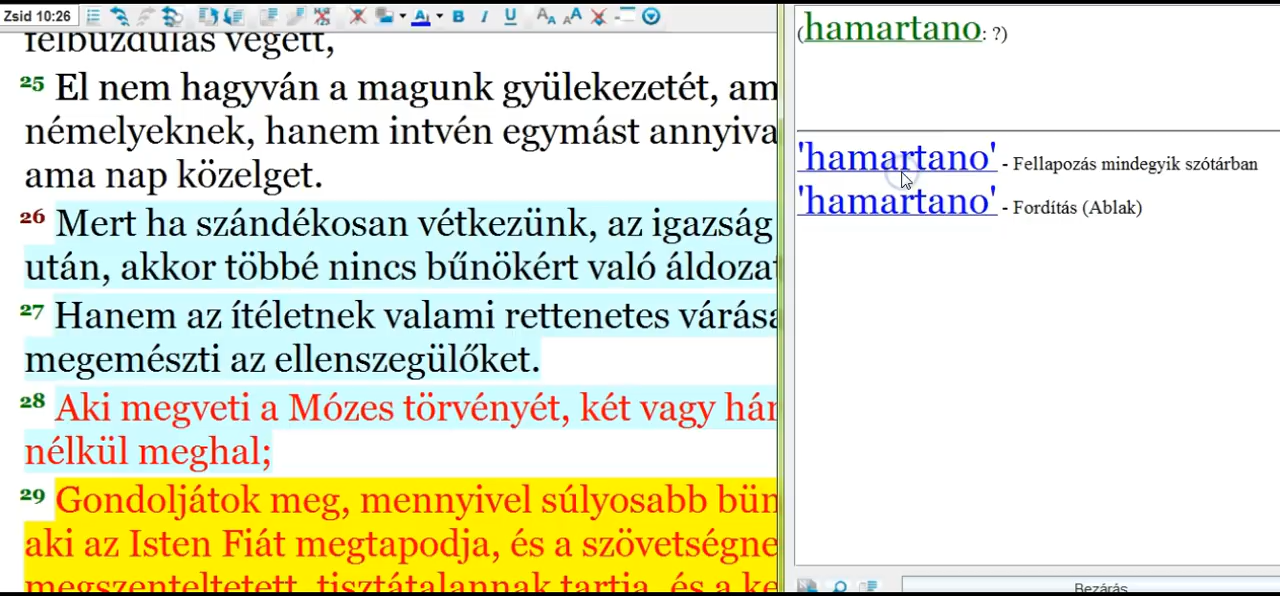 Zsid 10:26
felbuzdulás végett,
25 El nem hagyván a magunk gyülekezetét, am
némelyeknek, hanem intvén egymást annyiva
ama nap közelget.
26 Mert ha szándékosan vétkezünk, az igazság
után, akkor többé nincs bűnökért való áldozat
27 Hanem az ítéletnek valami rettenetes várása
megemészti az ellenszegülőket.
28 Aki megveti a Mózes törvényét, két vagy hár
nélkül meghal;
29 Gondoljátok meg, mennyivel súlyosabb bün
aki az Isten Fiát megtapodja, és a szövetségne
megszenteltetett, tisztátalannak tartja, és a ke
(hamartano: ?)
'hamartano' - Fellapozás mindegyik szótárban
'hamartano' - Fordítás (Ablak)
Bezárás